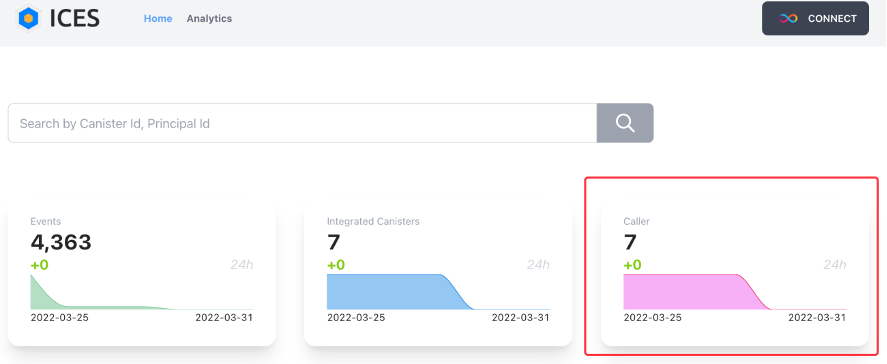 ICES
Home
Analytics
CONNECT
Search by Canister Id, Principal Id
Events
4,363
+0
24h
2022-03-25
2022-03-31
Integrated Canisters
7
+0
24h
2022-03-25
2022-03-31
Caller
7
+0
24h
2022-03-25
2022-03-31